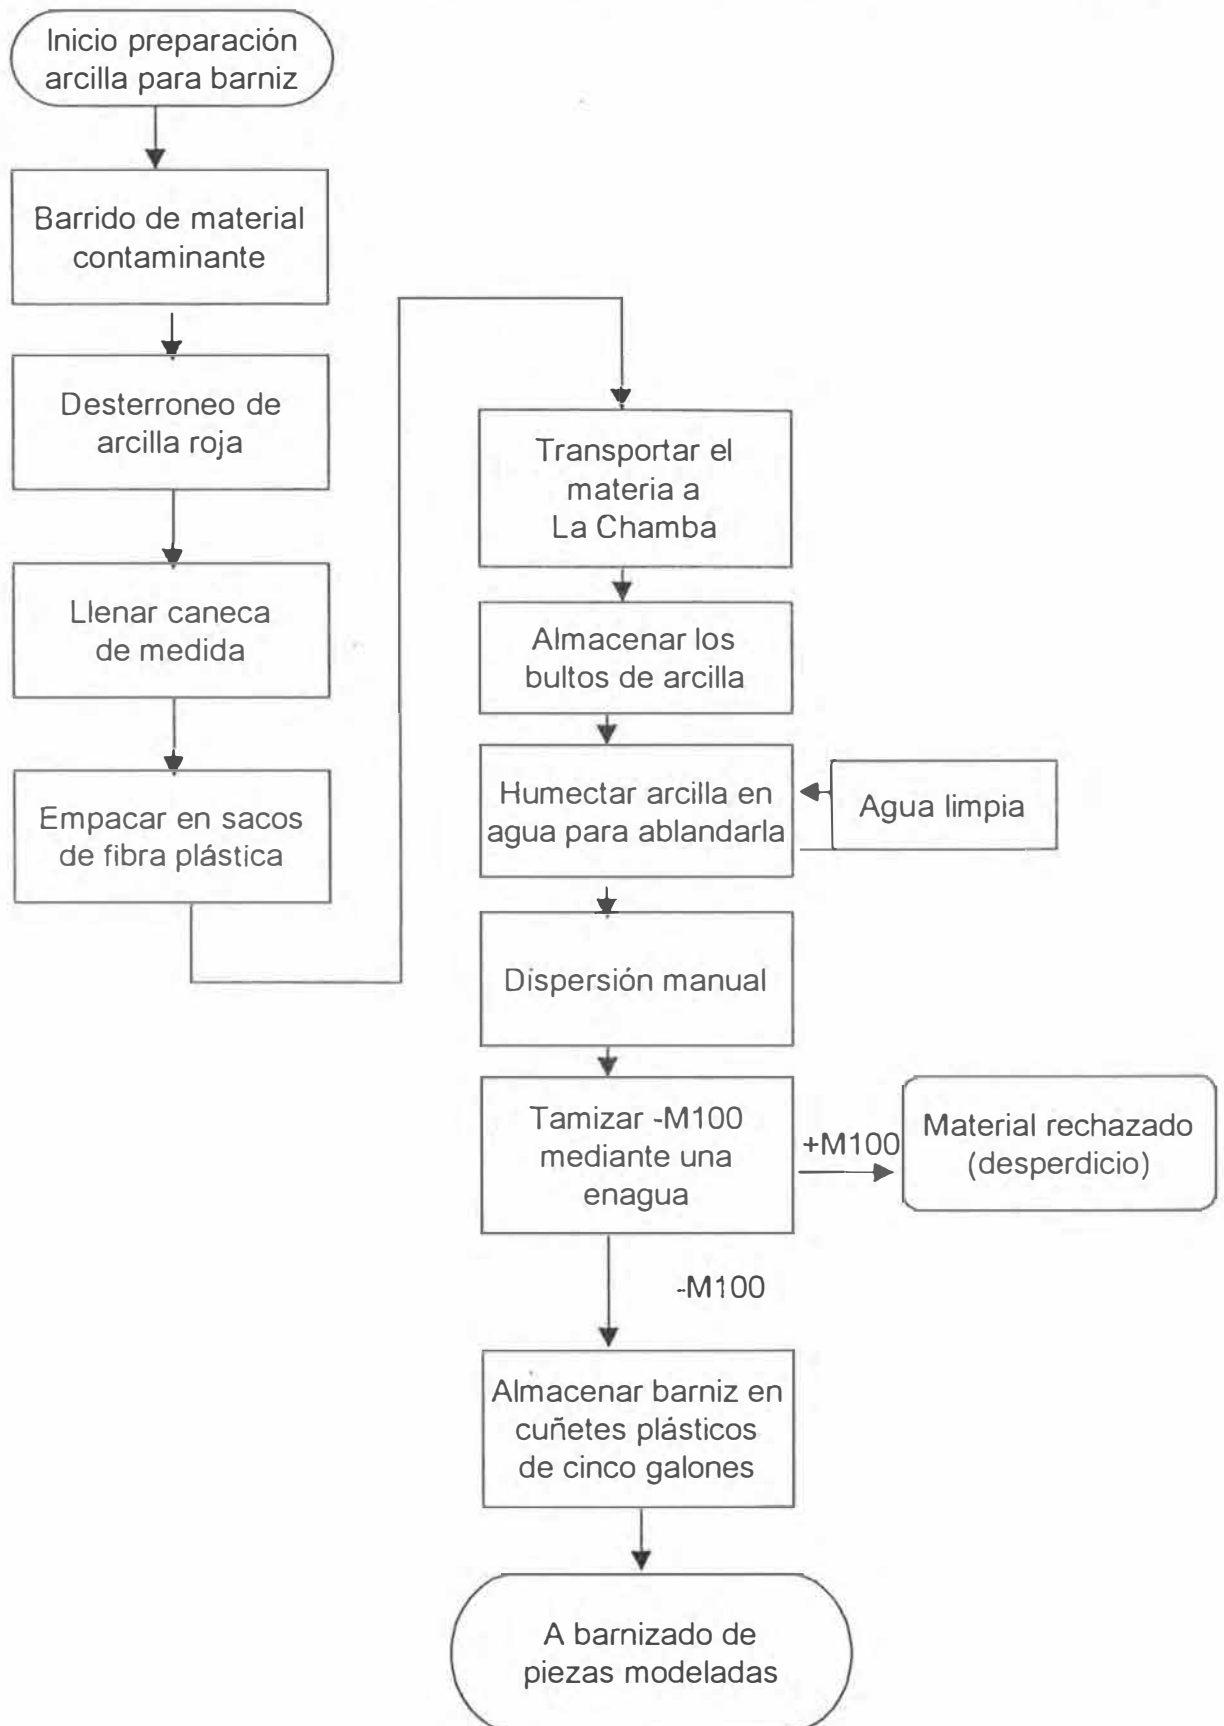 Inicio preparación
arcilla para barniz
Barrido de material
contaminante
Desterroneo de
arcilla roja
Llenar caneca
de medida
Empacar en sacos
de fibra plástica
Transportar el
materia a
La Chamba
Almacenar los
bultos de arcilla
Humectar arcilla en
agua para ablandarla
Agua limpia
Dispersión manual
Tamizar -M100
mediante una
enagua
+M100
Material rechazado
(desperdicio)
-M100
Almacenar barniz en
cuñetes plásticos
de cinco galones
A barnizado de
piezas modeladas